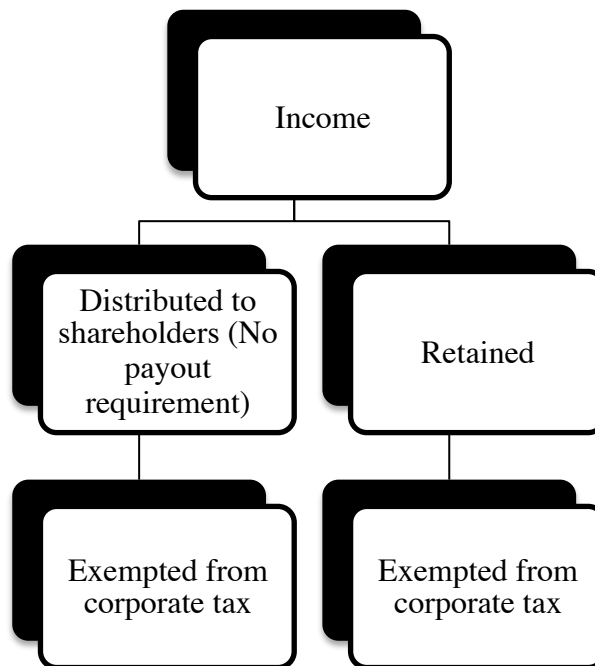 Income
Distributed to
shareholders (No
payout
requirement)
Retained
Exempted from
corporate tax
Exempted from
corporate tax